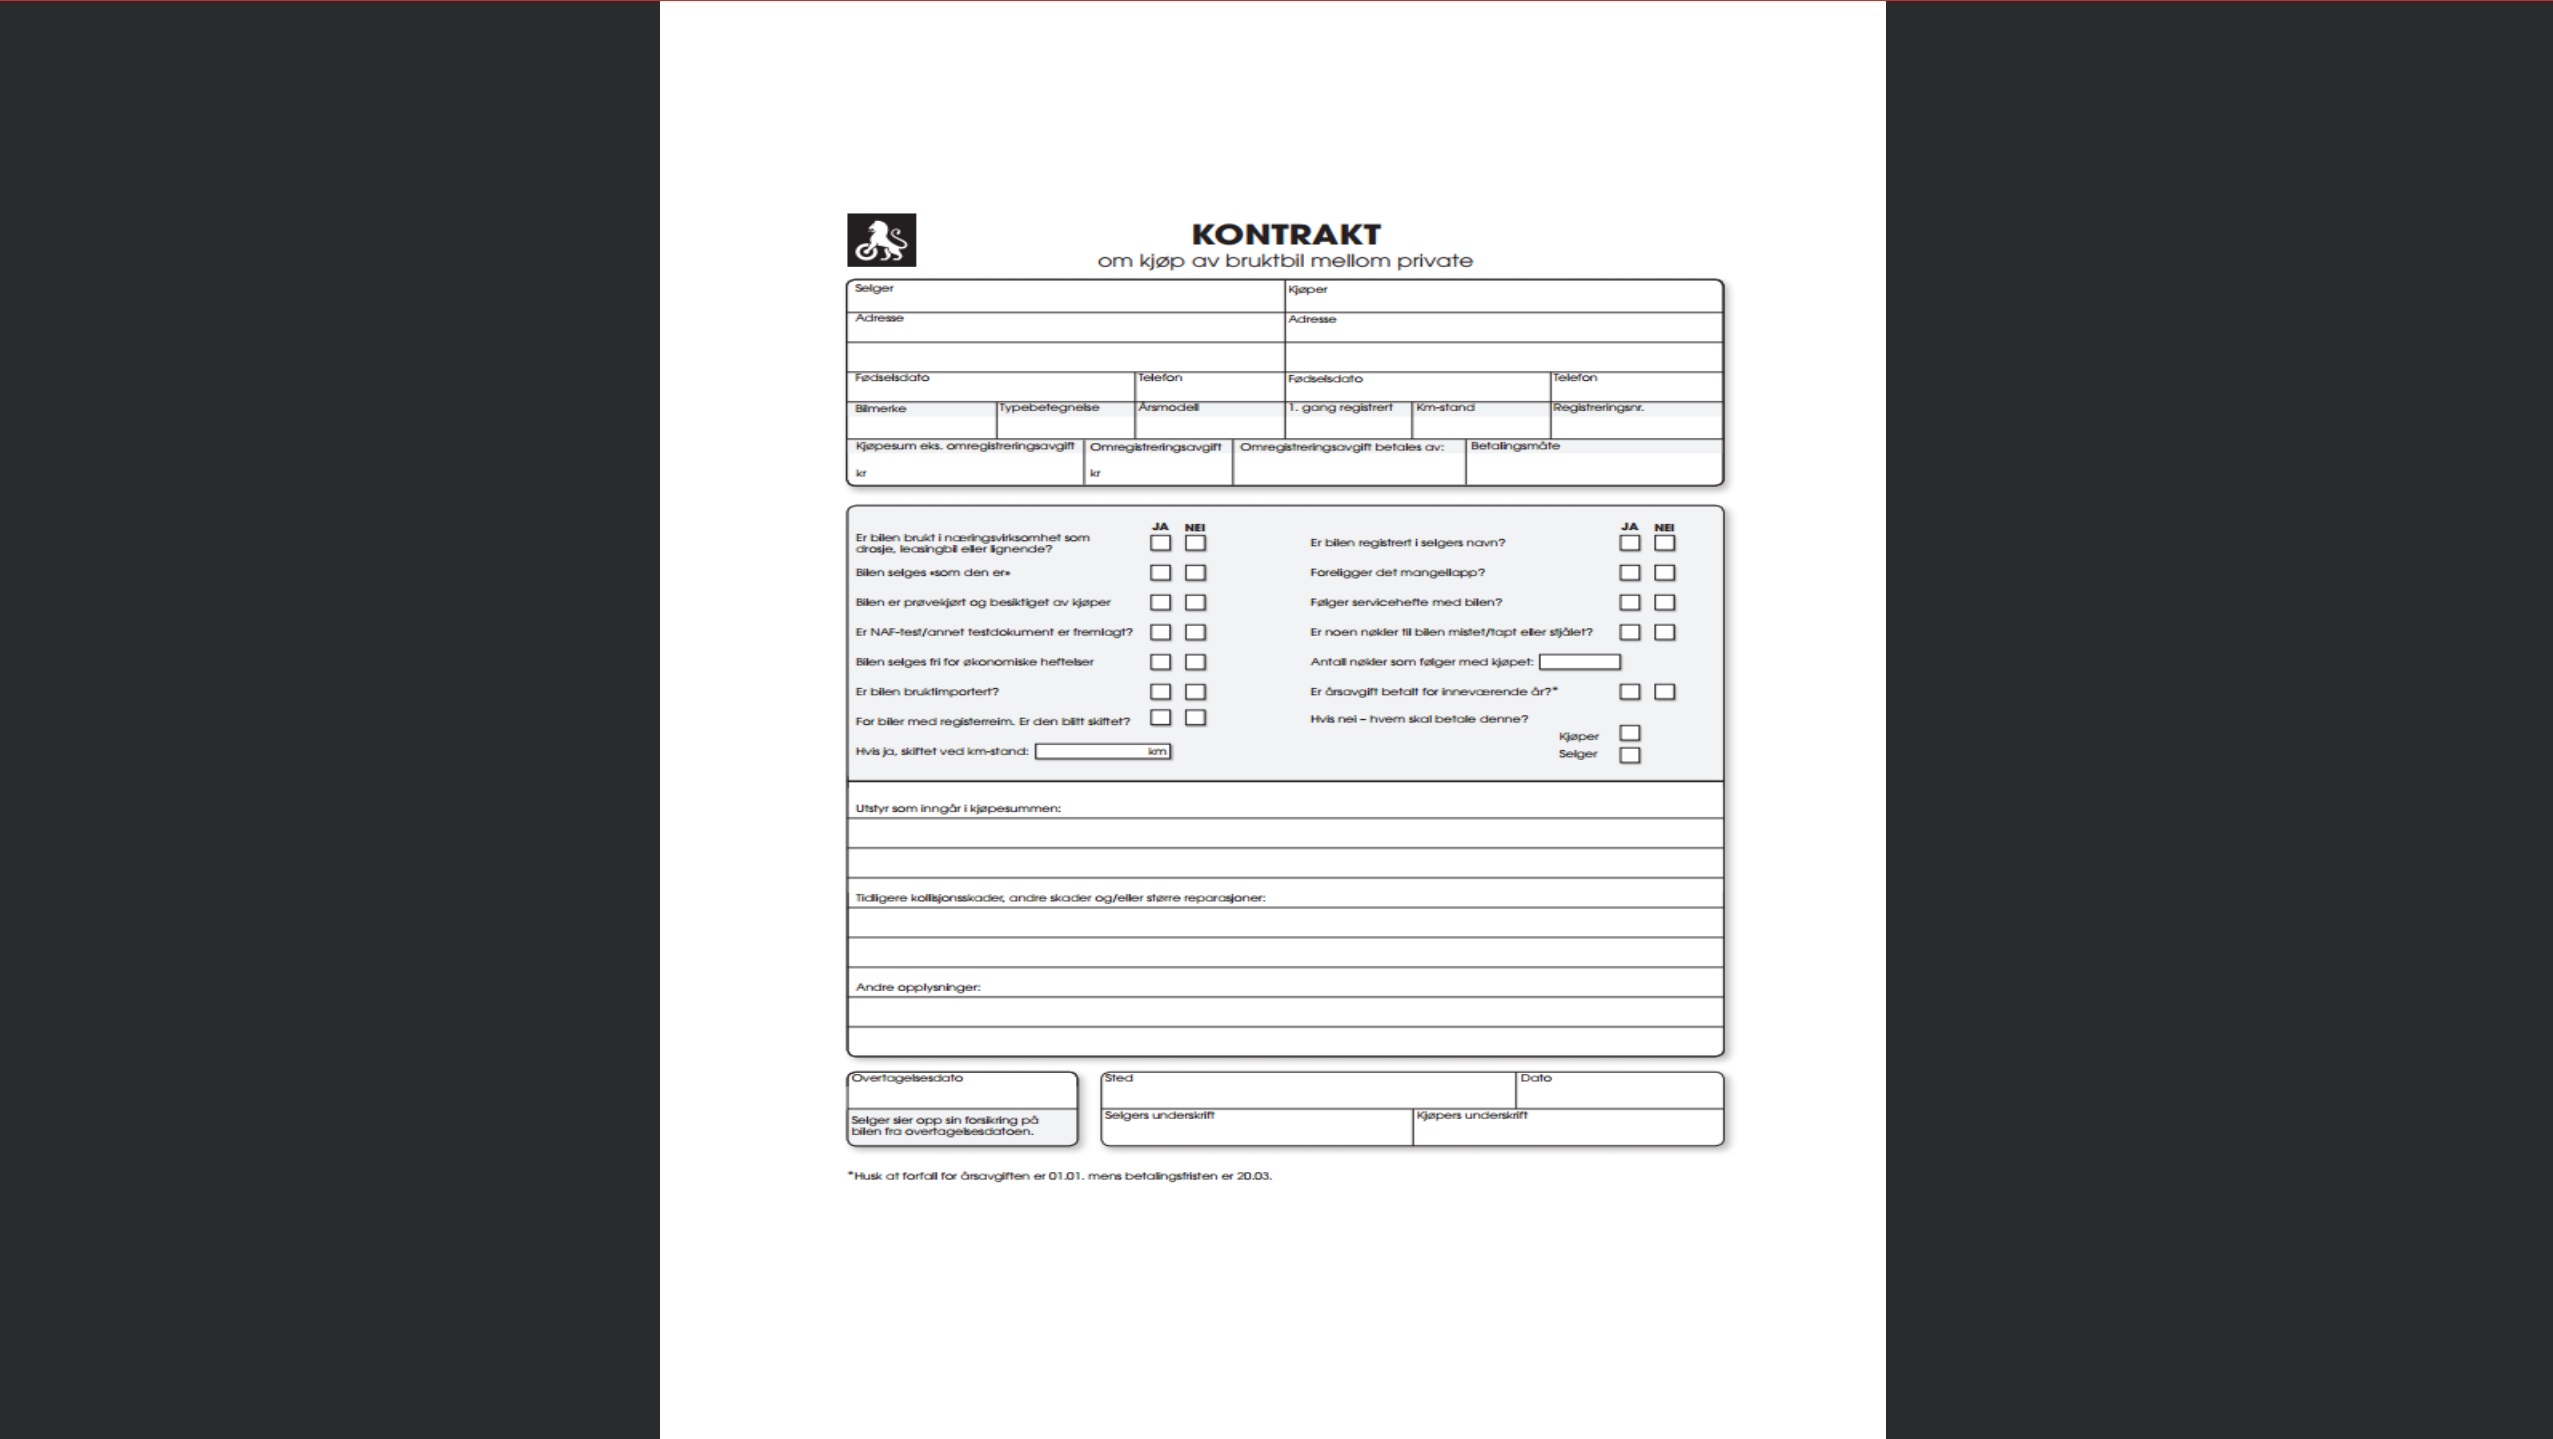 KONTRAKT
om kjøp av bruktbil mellom private
Selger
Kjøper
Adresse
Adresse
Fødselsdato
Telefon
Fødselsdato
Telefon
Bilmerke
Typebetegnelse
Årsmodell
1. gang registrert
Km-stand
Registreringsnr.
Kjøpesum eks. omregistreringsavgift
Omregistreringsavgift
Omregistreringsavgift betales av:
Betalingsmåte
kr
kr
JA NEI
Er bilen brukt i næringsvirksomhet som
drosje, leasingbil eller lignende?
Bilen selges «som den er»
Bilen er prøvekjørt og besiktiget av kjøper
Er NAF-test/annet testdokument er fremlagt?
Bilen selges fri for økonomiske heftelser
Er bilen bruktimportert?
For biler med registerreim. Er den blitt skiftet?
Hvis ja, skiftet ved km-stand: km
JA NEI
Er bilen registrert i selgers navn?
Foreligger det mangellapp?
Følger servicehefte med bilen?
Er noen nøkler til bilen mistet/tapt eller stjålet?
Antall nøkler som følger med kjøpet:
Er årsavgift betalt for inneværende år?*
Hvis nei – hvem skal betale denne?
Kjøper
Selger
Utstyr som inngår i kjøpesummen:
Tidligere kollisjonsskader, andre skader og/eller større reparasjoner:
Andre opplysninger:
Overtagelsesdato
Selger sier opp sin forsikring på
bilen fra overtagelsesdatoen.
Sted
Dato
Selgers underskrift
Kjøpers underskrift
*Husk at forfall for årsavgiften er 01.01. mens betalingsfristen er 20.03.